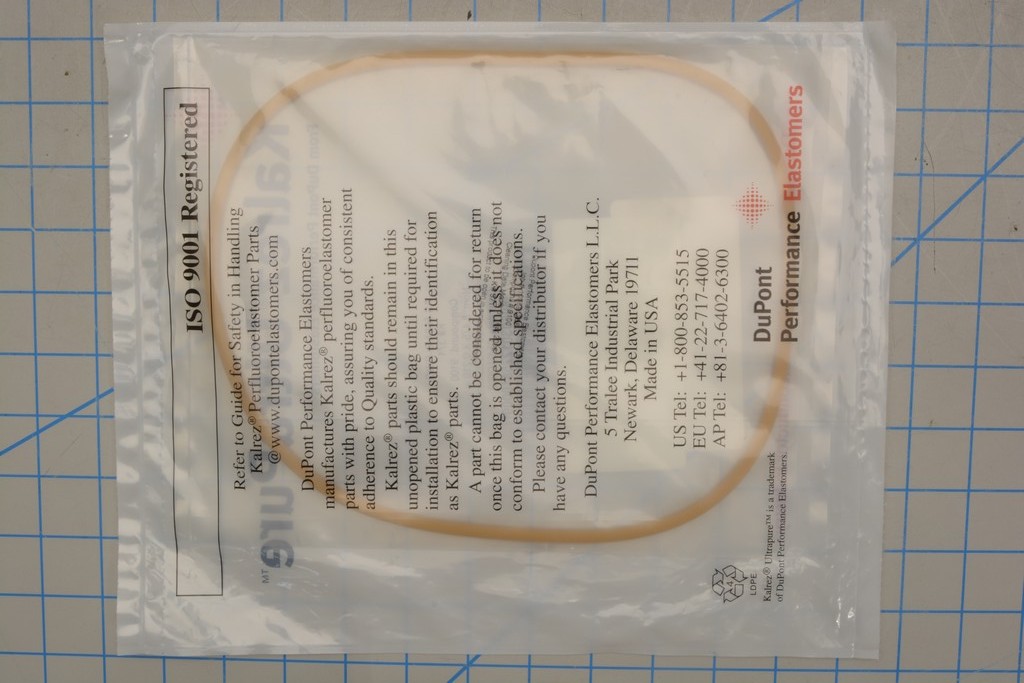 ISO 9001 Registered
Refer to Guide for Safety in Handling
Kalrez® Perfluoroelastomer Parts
@www.dupontelastomers.com
DuPont Performance Elastomers
manufactures Kalrez® perfluoroelastomer
parts with pride, assuring you of consistent
adherence to Quality standards.
Kalrez® parts should remain in this
unopened plastic bag until required for
installation to ensure their identification
as Kalrez® parts.
A part cannot be considered for return
once this bag is opened unless it does not
conform to established specifications.
Please contact your distributor if you
have any questions.
DuPont Performance Elastomers L.L.C.
5 Tralee Industrial Park
Newark, Delaware 19711
Made in USA
US Tel: +1-800-853-5515
EU Tel: +41-22-717-4000
AP Tel: +81-3-6402-6300
DuPont
Performance Elastomers
4
LDPE
Kalrez® Ultrapure™ is a trademark
of DuPont Performance Elastomers.